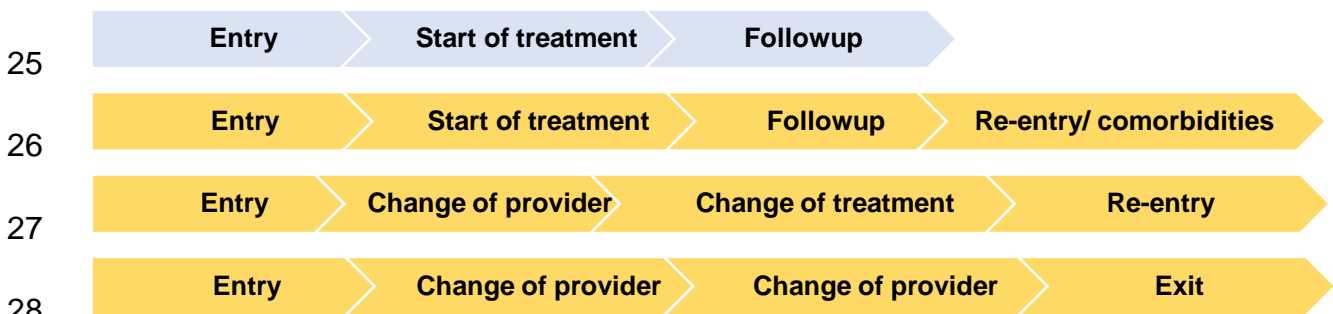 Entry Start of treatment Followup
25
Entry Start of treatment Followup Re-entry/ comorbidities
26
Entry Change of provider Change of treatment Re-entry
27
Entry Change of provider Change of provider Exit
28